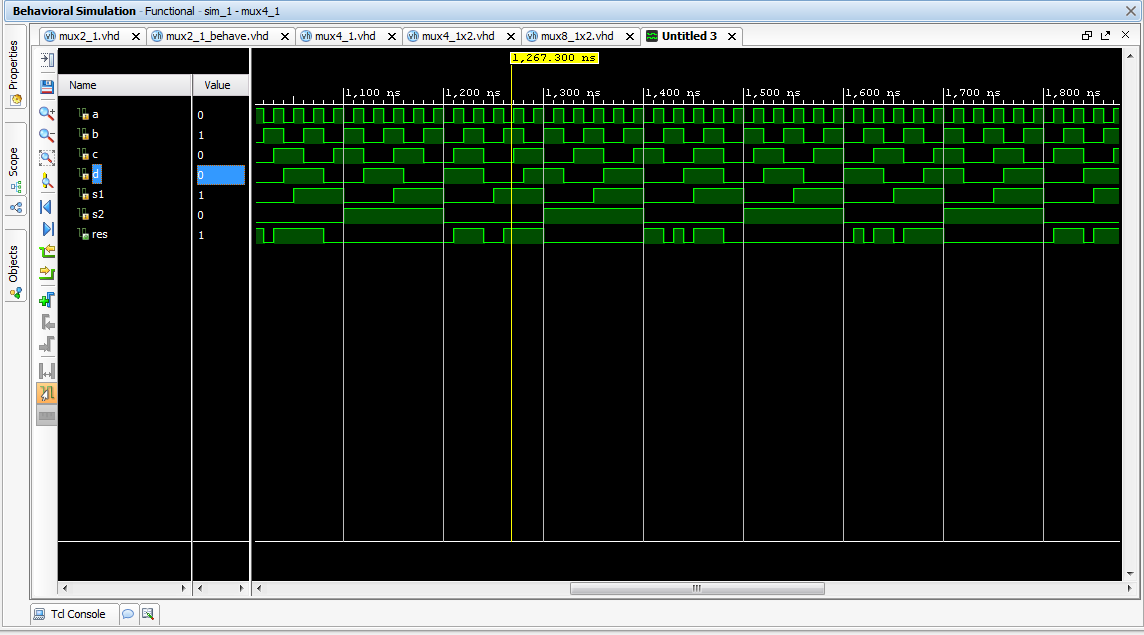 Behavioral Simulation - Functional - sim_1 - mux4_1
mux2_1.vhd
mux2_1_behave.vhd
mux4_1.vhd
mux4_1x2.vhd
mux8_1x2.vhd
Untitled 3
Properties
Scope
Objects
1,267.300 ns
Name Value
1,100 ns 1,200 ns 1,300 ns 1,400 ns 1,500 ns 1,600 ns 1,700 ns 1,800 ns
a 0
b 1
c 0
d 0
s1 1
s2 0
res 1
Tcl Console